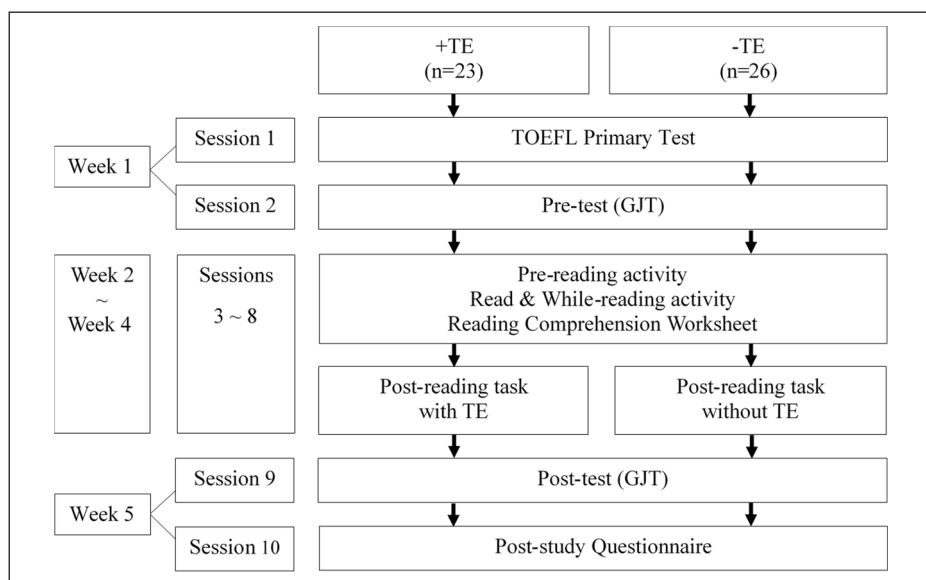 +TE
(n=23)
-TE
(n=26)
Week 1
Session 1
TOEFL Primary Test
Session 2
Pre-test (GJT)
Week 2
~
Week 4
Sessions
3 ~ 8
Pre-reading activity
Read & While-reading activity
Reading Comprehension Worksheet
Post-reading task
with TE
Post-reading task
without TE
Week 5
Session 9
Post-test (GJT)
Session 10
Post-study Questionnaire